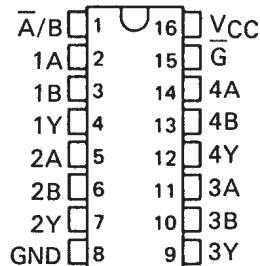 A̅/B 1 16 VCC
1A 2 15 G̅
1B 3 14 4A
1Y 4 13 4B
2A 5 12 4Y
2B 6 11 3A
2Y 7 10 3B
GND 8 9 3Y